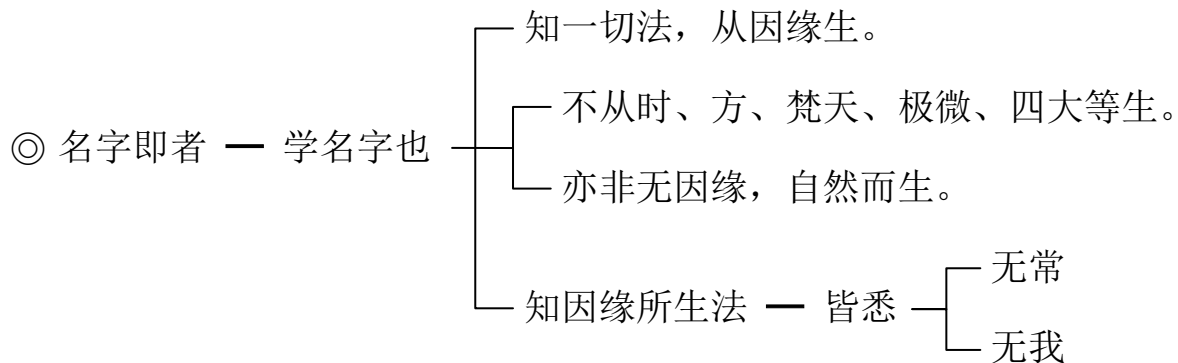 知一切法，从因缘生。
不从时、方、梵天、极微、四大等生。
◎ 名字即者 — 学名字也
亦非无因缘，自然而生。
无常
知因缘所生法 — 皆悉
无我